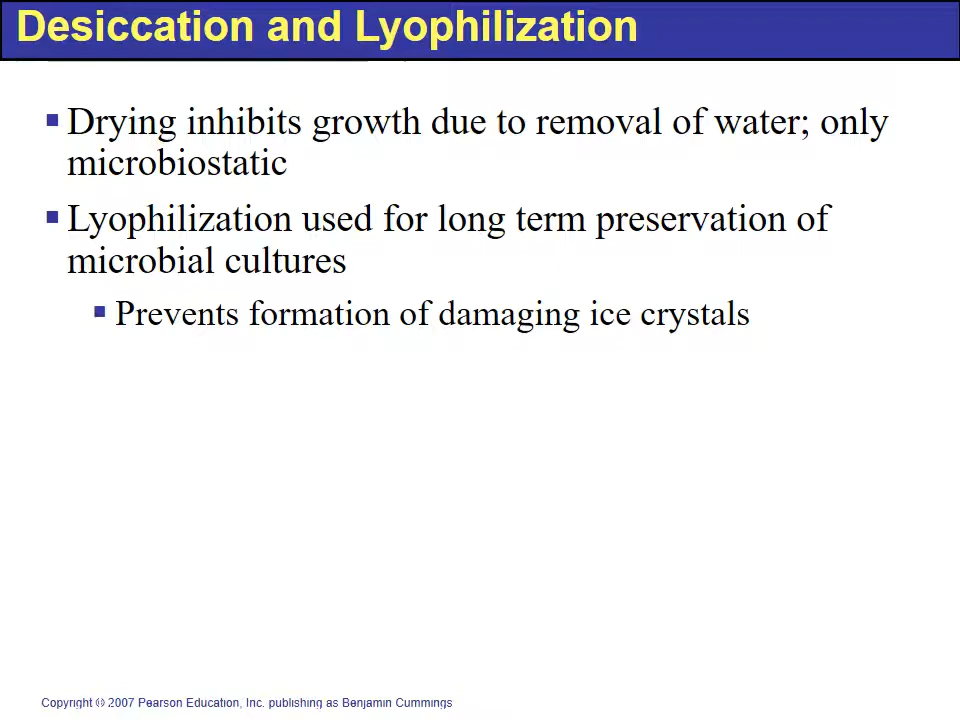 Desiccation and Lyophilization
▪ Drying inhibits growth due to removal of water; only
microbiostatic
▪ Lyophilization used for long term preservation of
microbial cultures
▪ Prevents formation of damaging ice crystals
Copyright © 2007 Pearson Education, Inc. publishing as Benjamin Cummings